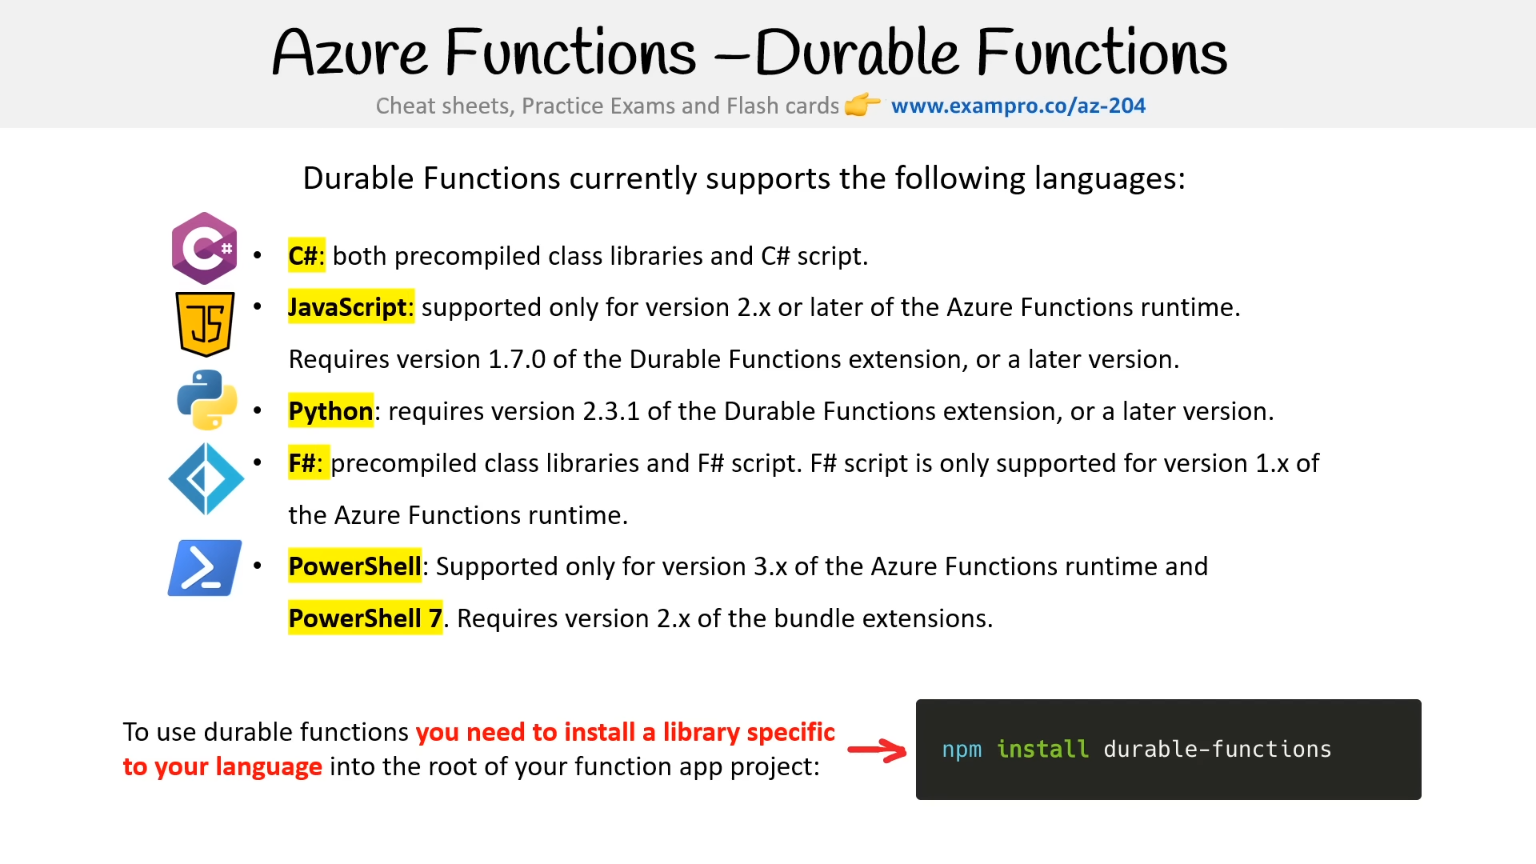 Azure Functions –Durable Functions
Cheat sheets, Practice Exams and Flash cards 👉 www.exampro.co/az-204
Durable Functions currently supports the following languages:
C#
• C#: both precompiled class libraries and C# script.
JS
• JavaScript: supported only for version 2.x or later of the Azure Functions runtime.
Requires version 1.7.0 of the Durable Functions extension, or a later version.
• Python: requires version 2.3.1 of the Durable Functions extension, or a later version.
• F#: precompiled class libraries and F# script. F# script is only supported for version 1.x of
the Azure Functions runtime.
• PowerShell: Supported only for version 3.x of the Azure Functions runtime and
PowerShell 7. Requires version 2.x of the bundle extensions.
To use durable functions you need to install a library specific
to your language into the root of your function app project:
npm install durable-functions